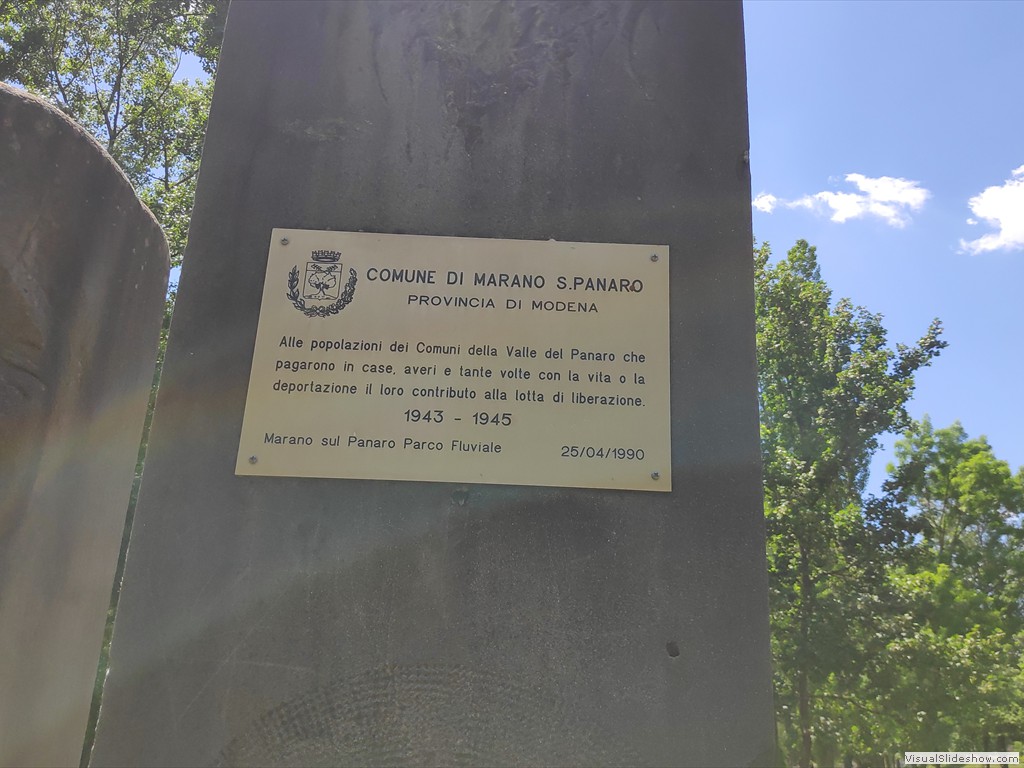 COMUNE DI MARANO S.PANARO
PROVINCIA DI MODENA
Alle popolazioni dei Comuni della Valle del Panaro che
pagarono in case, averi e tante volte con la vita o la
deportazione il loro contributo alla lotta di liberazione.
1943 - 1945
Marano sul Panaro Parco Fluviale 25/04/1990
VisualSlideshow.com